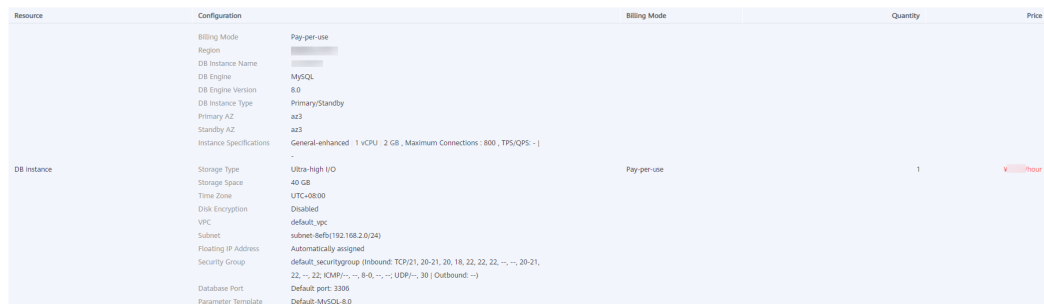 Resource Configuration Billing Mode Quantity Price
Billing Mode Pay-per-use
Region
DB Instance Name
DB Engine MySQL
DB Engine Version 8.0
DB Instance Type Primary/Standby
Primary AZ az3
Standby AZ az3
Instance Specifications General-enhanced | 1 vCPU | 2 GB , Maximum Connections : 800 , TPS/QPS: - |
-
DB Instance Storage Type Ultra-high I/O Pay-per-use 1 ¥ /hour
Storage Space 40 GB
Time Zone UTC+08:00
Disk Encryption Disabled
VPC default_vpc
Subnet subnet-8efb(192.168.2.0/24)
Floating IP Address Automatically assigned
Security Group default_securitygroup (Inbound: TCP/21, 20-21, 20, 18, 22, 22, 22, --, --, 20-21,
22, --, 22; ICMP/--, --, 8-0, --, --; UDP/--, 30 | Outbound: --)
Database Port Default port: 3306
Parameter Template Default-MySQL-8.0